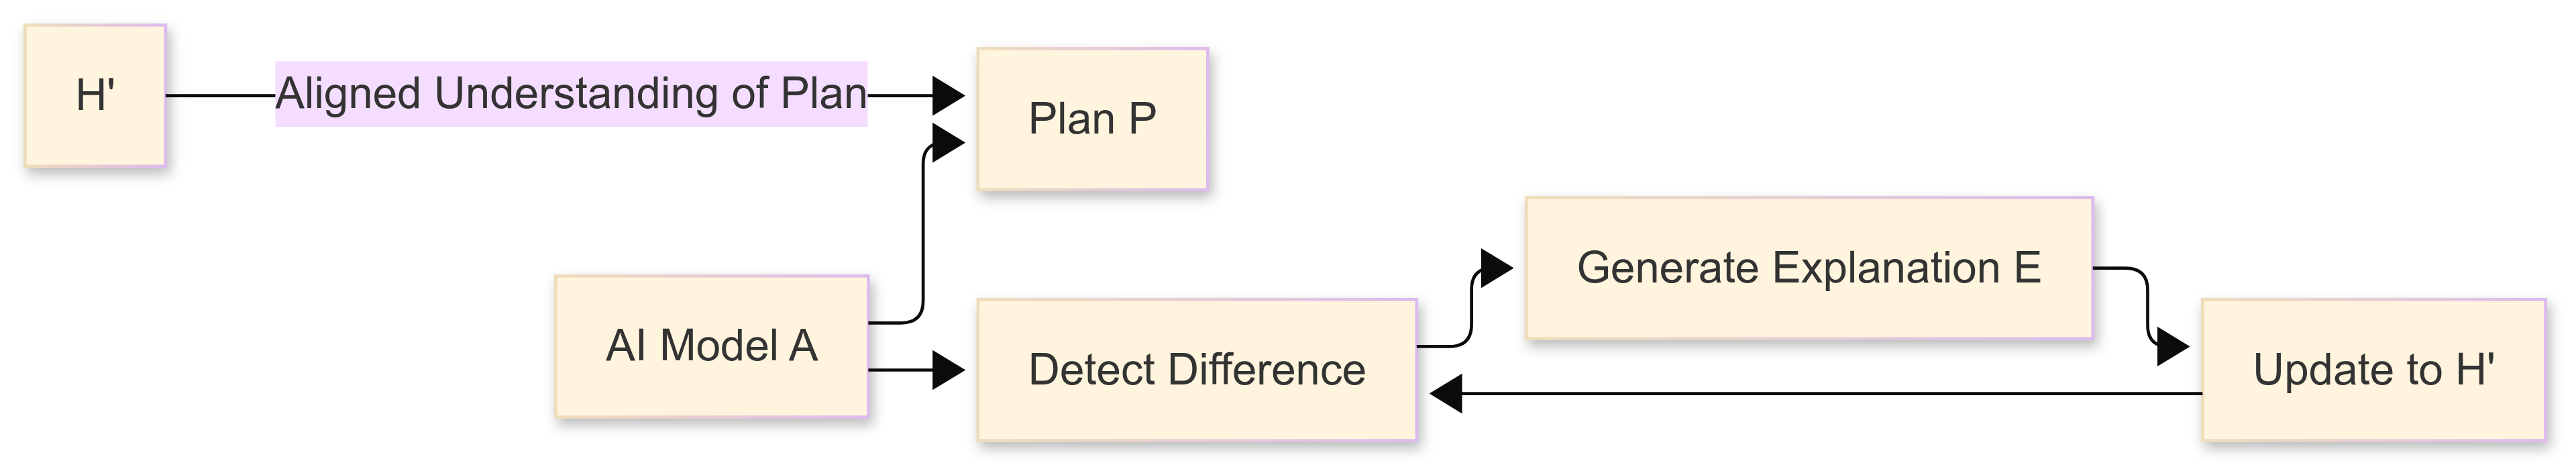 H'
Aligned Understanding of Plan
Plan P
AI Model A
Detect Difference
Generate Explanation E
Update to H'